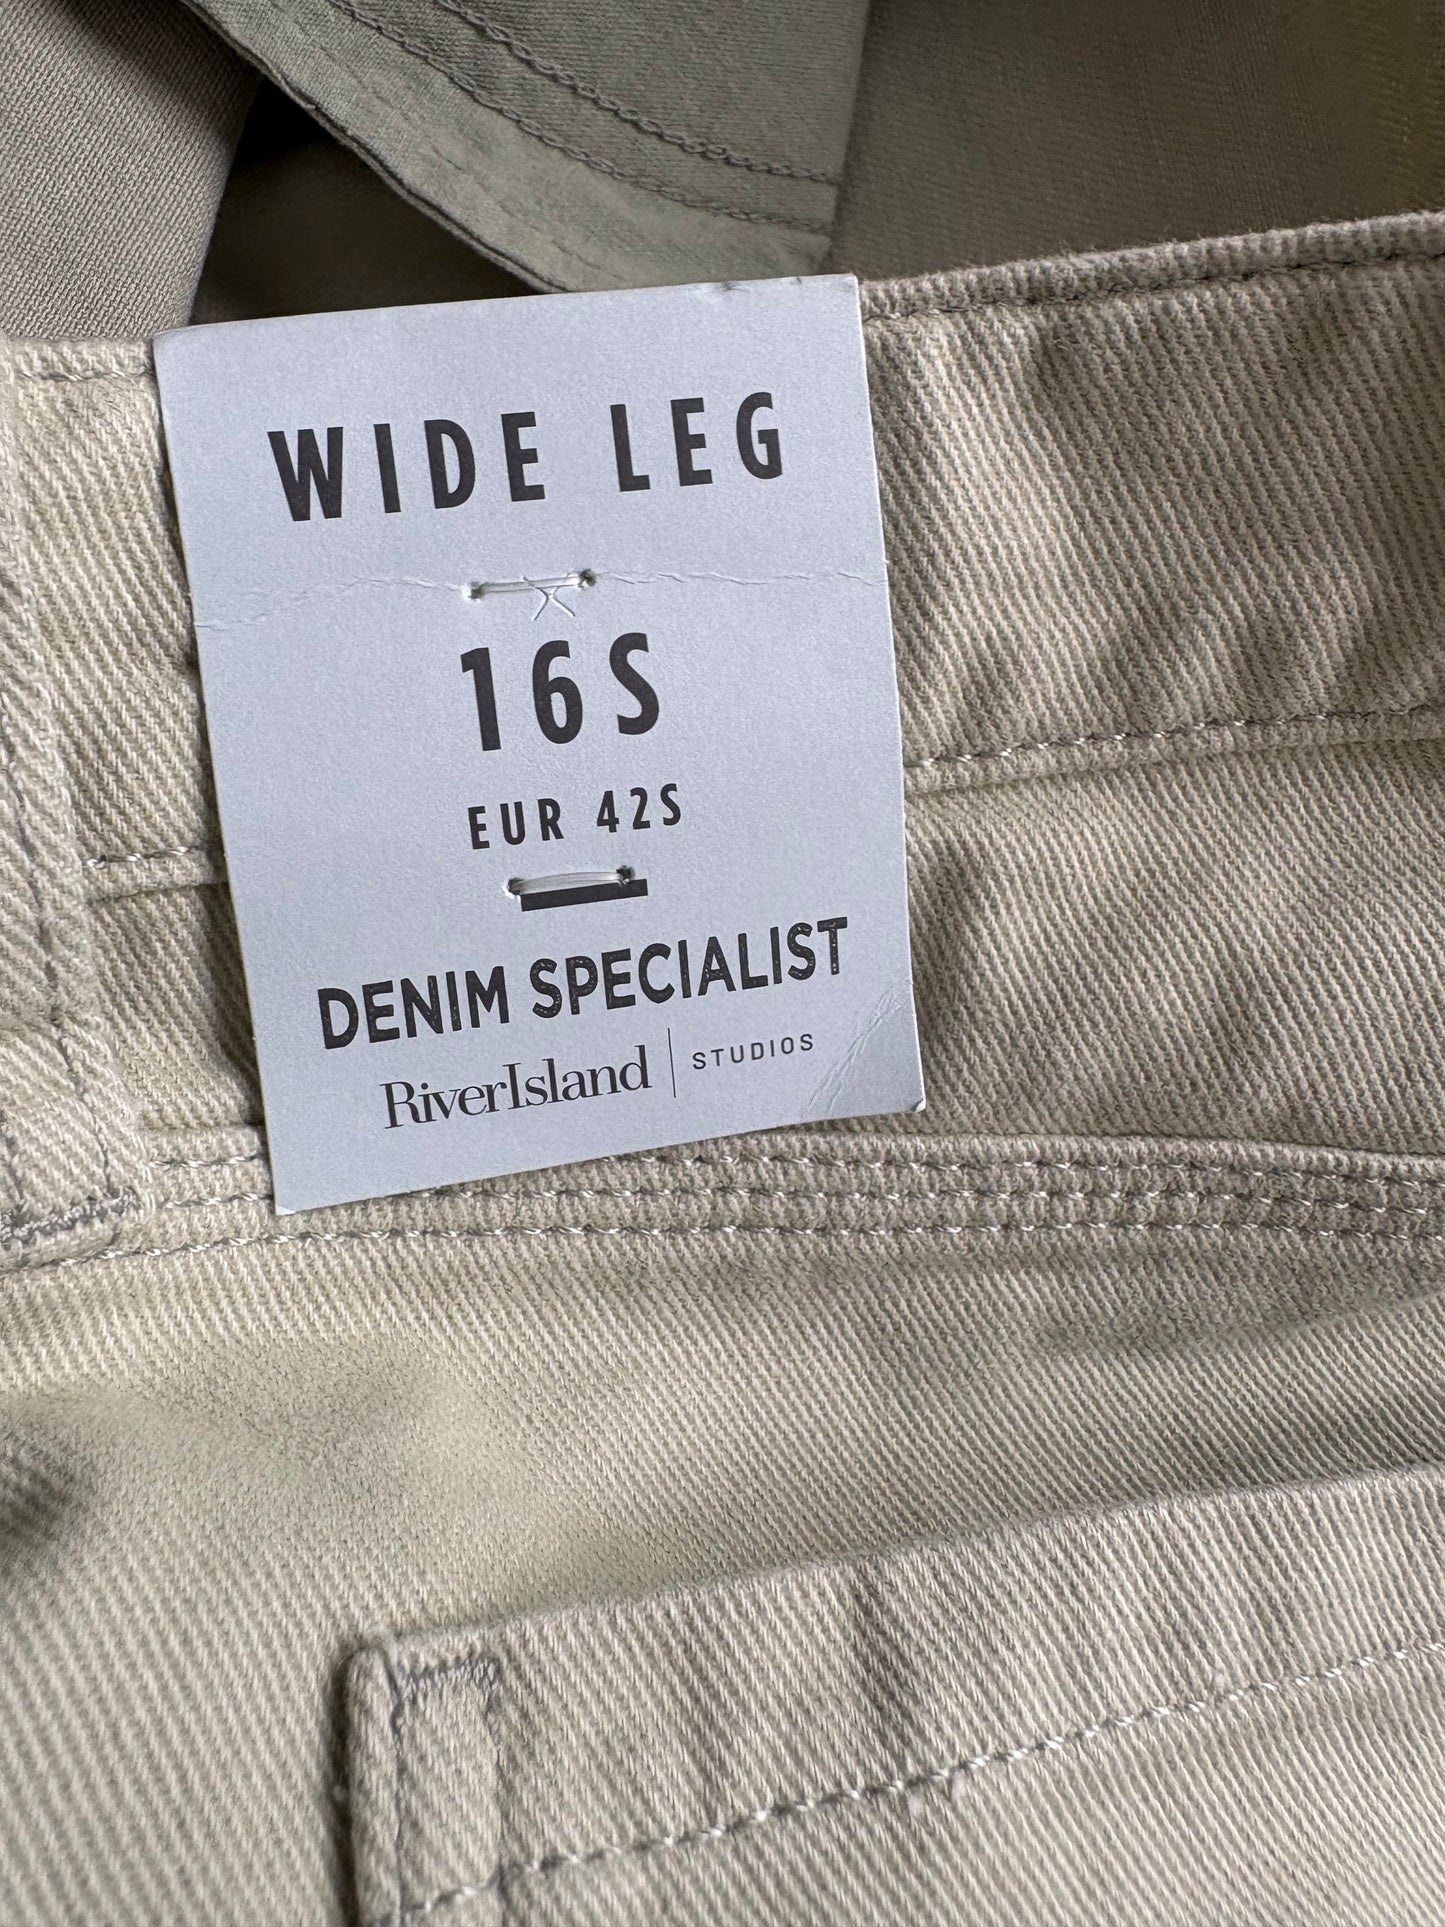 WIDE LEG
16S
EUR 42S
DENIM SPECIALIST
RiverIsland | STUDIOS